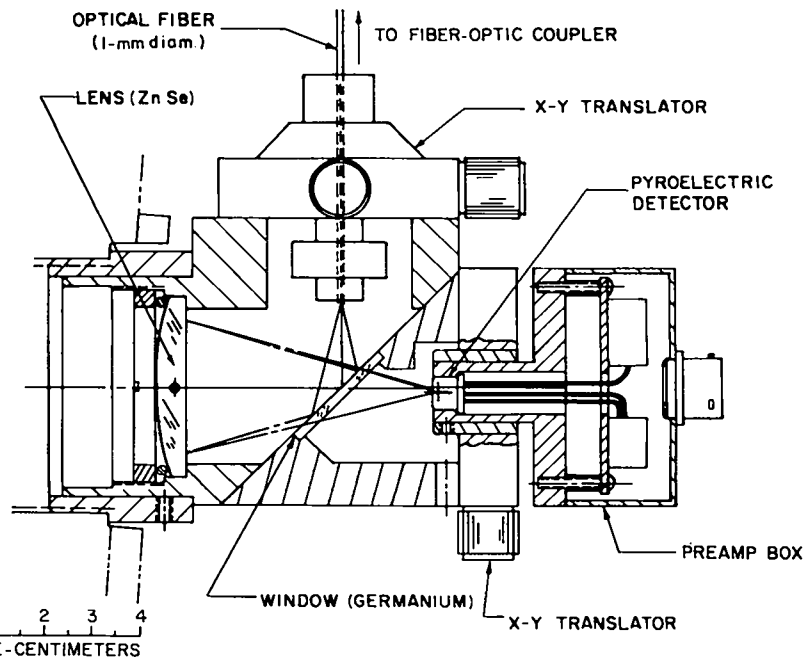 OPTICAL FIBER
(1-mm diam.)
TO FIBER-OPTIC COUPLER
LENS (Zn Se)
X-Y TRANSLATOR
PYROELECTRIC
DETECTOR
PREAMP BOX
WINDOW (GERMANIUM)
X-Y TRANSLATOR
2 3 4
E-CENTIMETERS